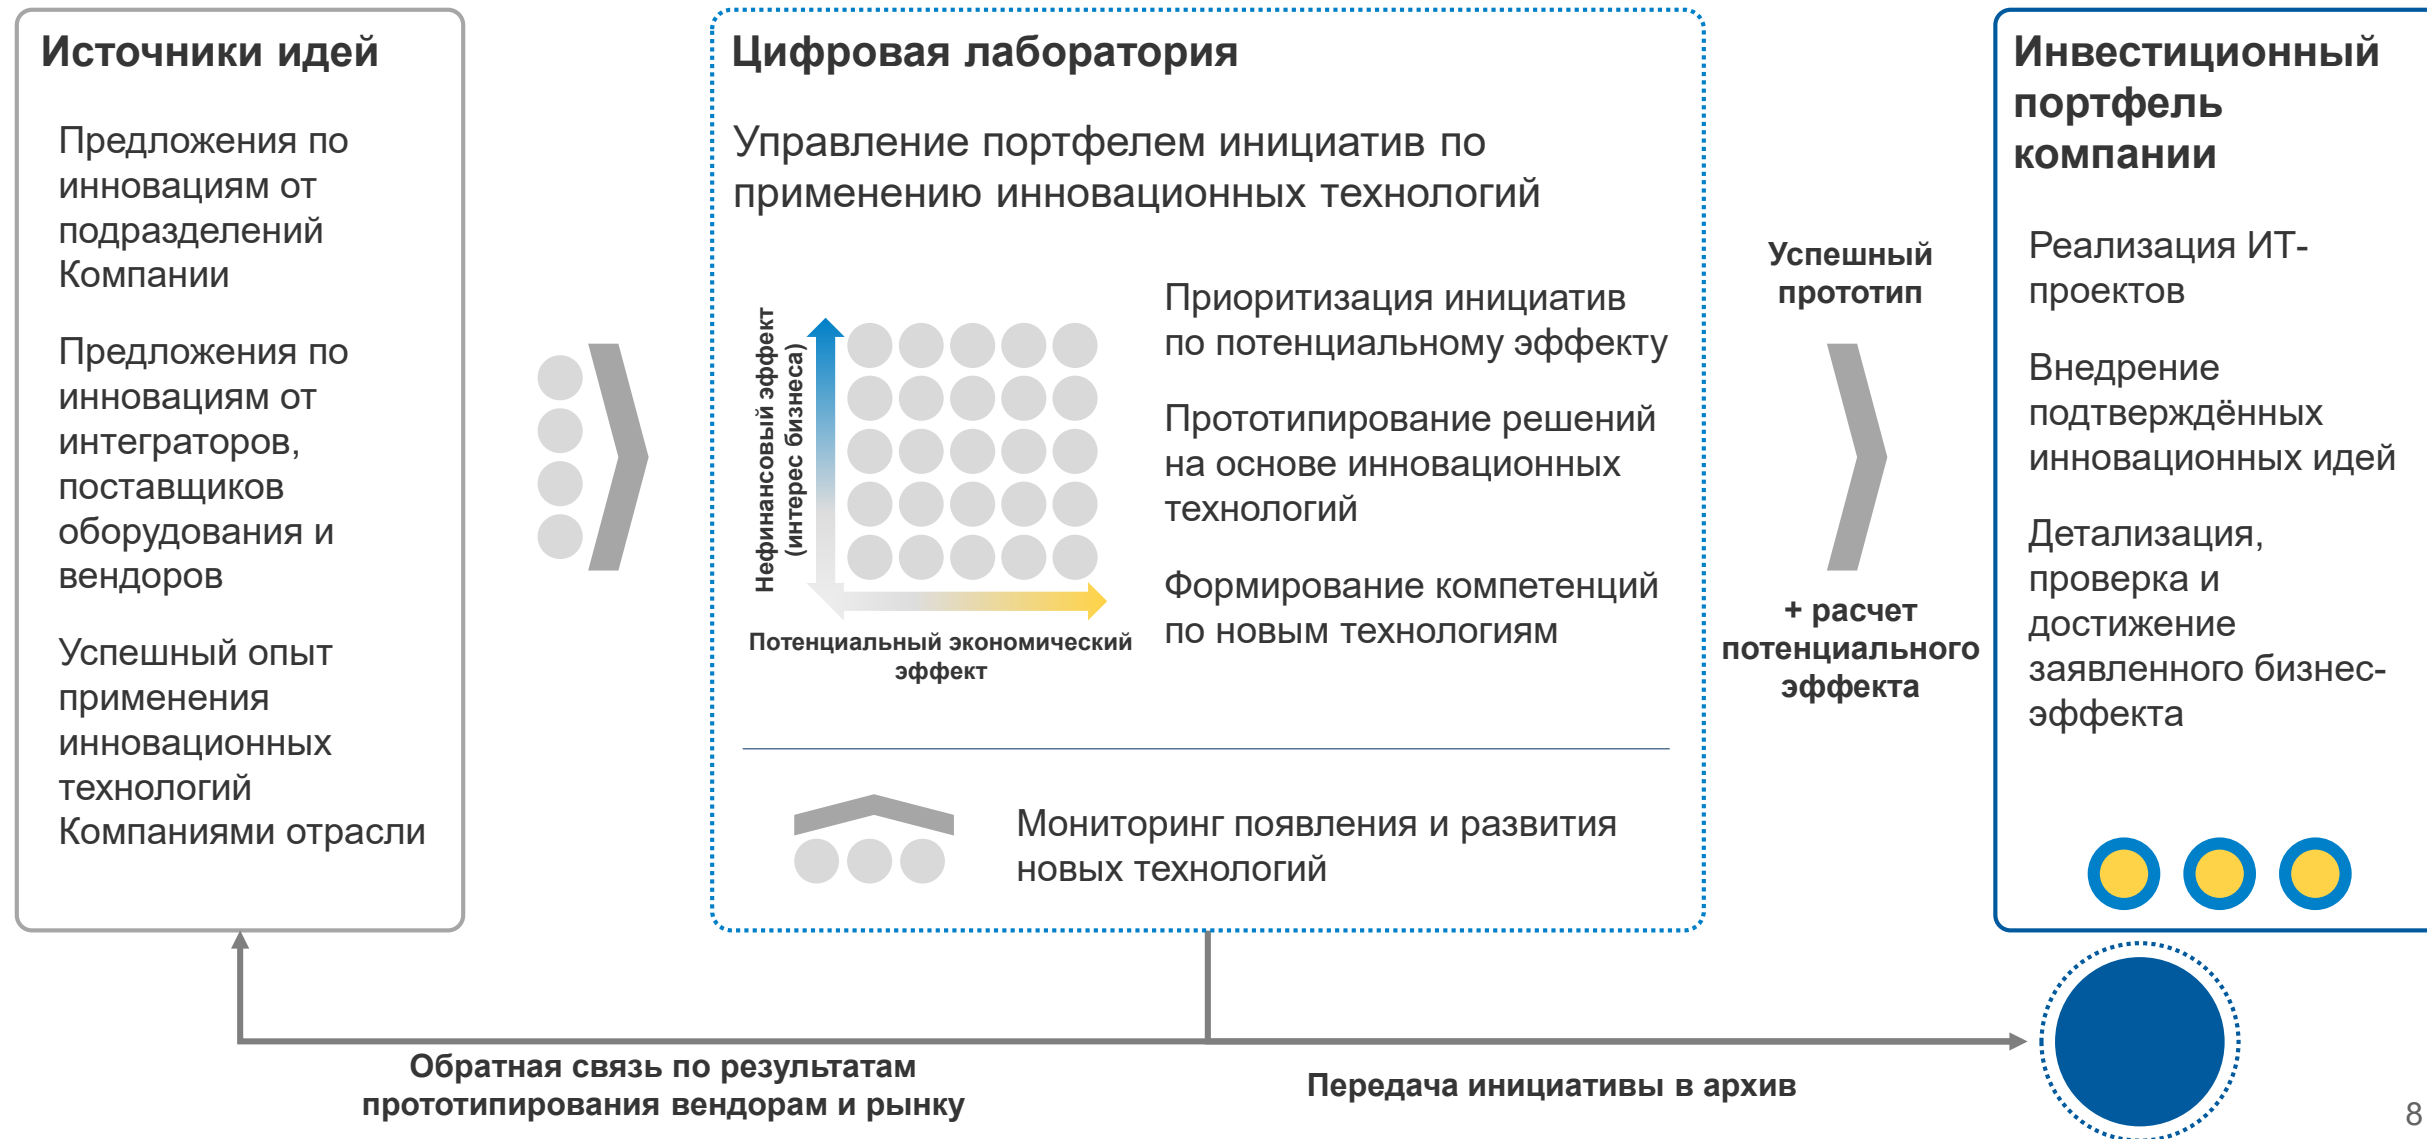 Источники идей
Предложения по
инновациям от
подразделений
Компании
Предложения по
инновациям от
интеграторов,
поставщиков
оборудования и
вендоров
Успешный опыт
применения
инновационных
технологий
Компаниями отрасли
Цифровая лаборатория
Управление портфелем инициатив по
применению инновационных технологий
Нефинансовый эффект
(интерес бизнеса)
Потенциальный экономический
эффект
Приоритизация инициатив
по потенциальному эффекту
Прототипирование решений
на основе инновационных
технологий
Формирование компетенций
по новым технологиям
Мониторинг появления и развития
новых технологий
Успешный
прототип
+ расчет
потенциального
эффекта
Инвестиционный
портфель
компании
Реализация ИТ-
проектов
Внедрение
подтверждённых
инновационных идей
Детализация,
проверка и
достижение
заявленного бизнес-
эффекта
Обратная связь по результатам
прототипирования вендорам и рынку
Передача инициативы в архив
8